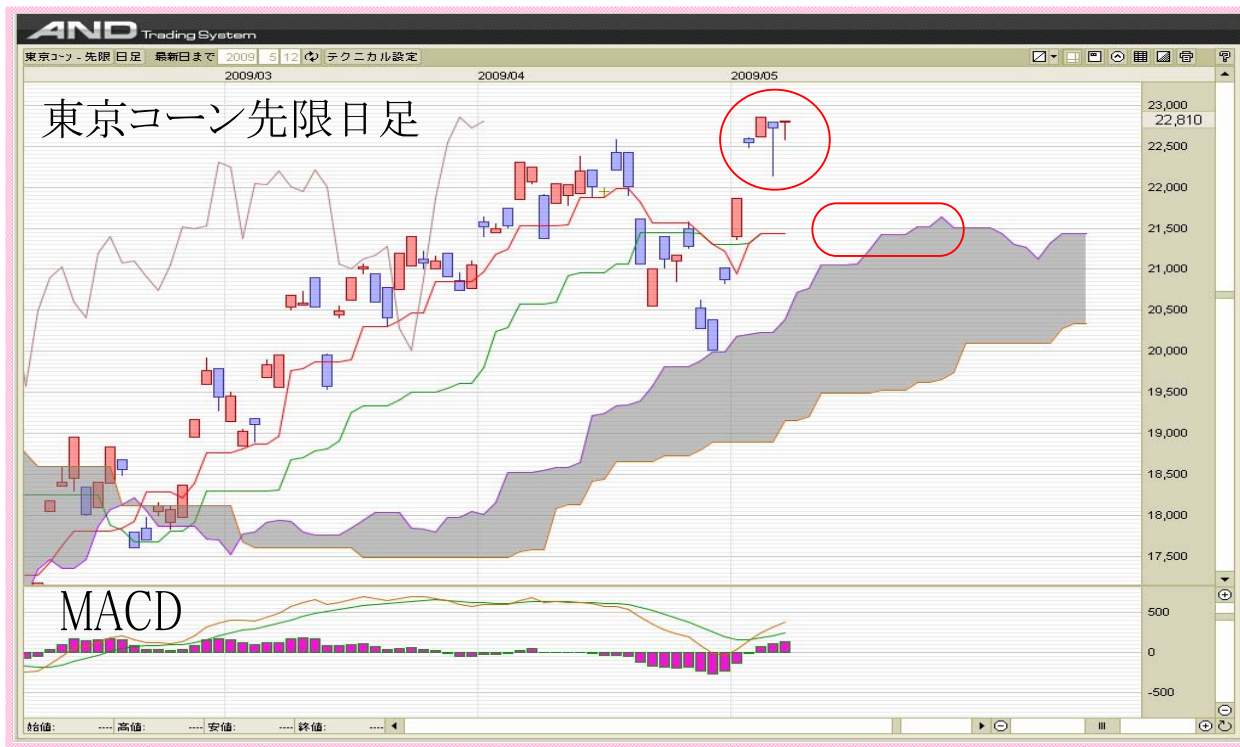 AND Trading System
東京コーン - 先限 日足 最新日まで 2009 5 12 テクニカル設定
2009/03 2009/04 2009/05
東京コーン先限日足
23,000
22,810
22,500
22,000
21,500
21,000
20,500
20,000
19,500
19,000
18,500
18,000
17,500
MACD
500
0
-500
始値: ---- 高値: ---- 安値: ---- 終値: ----